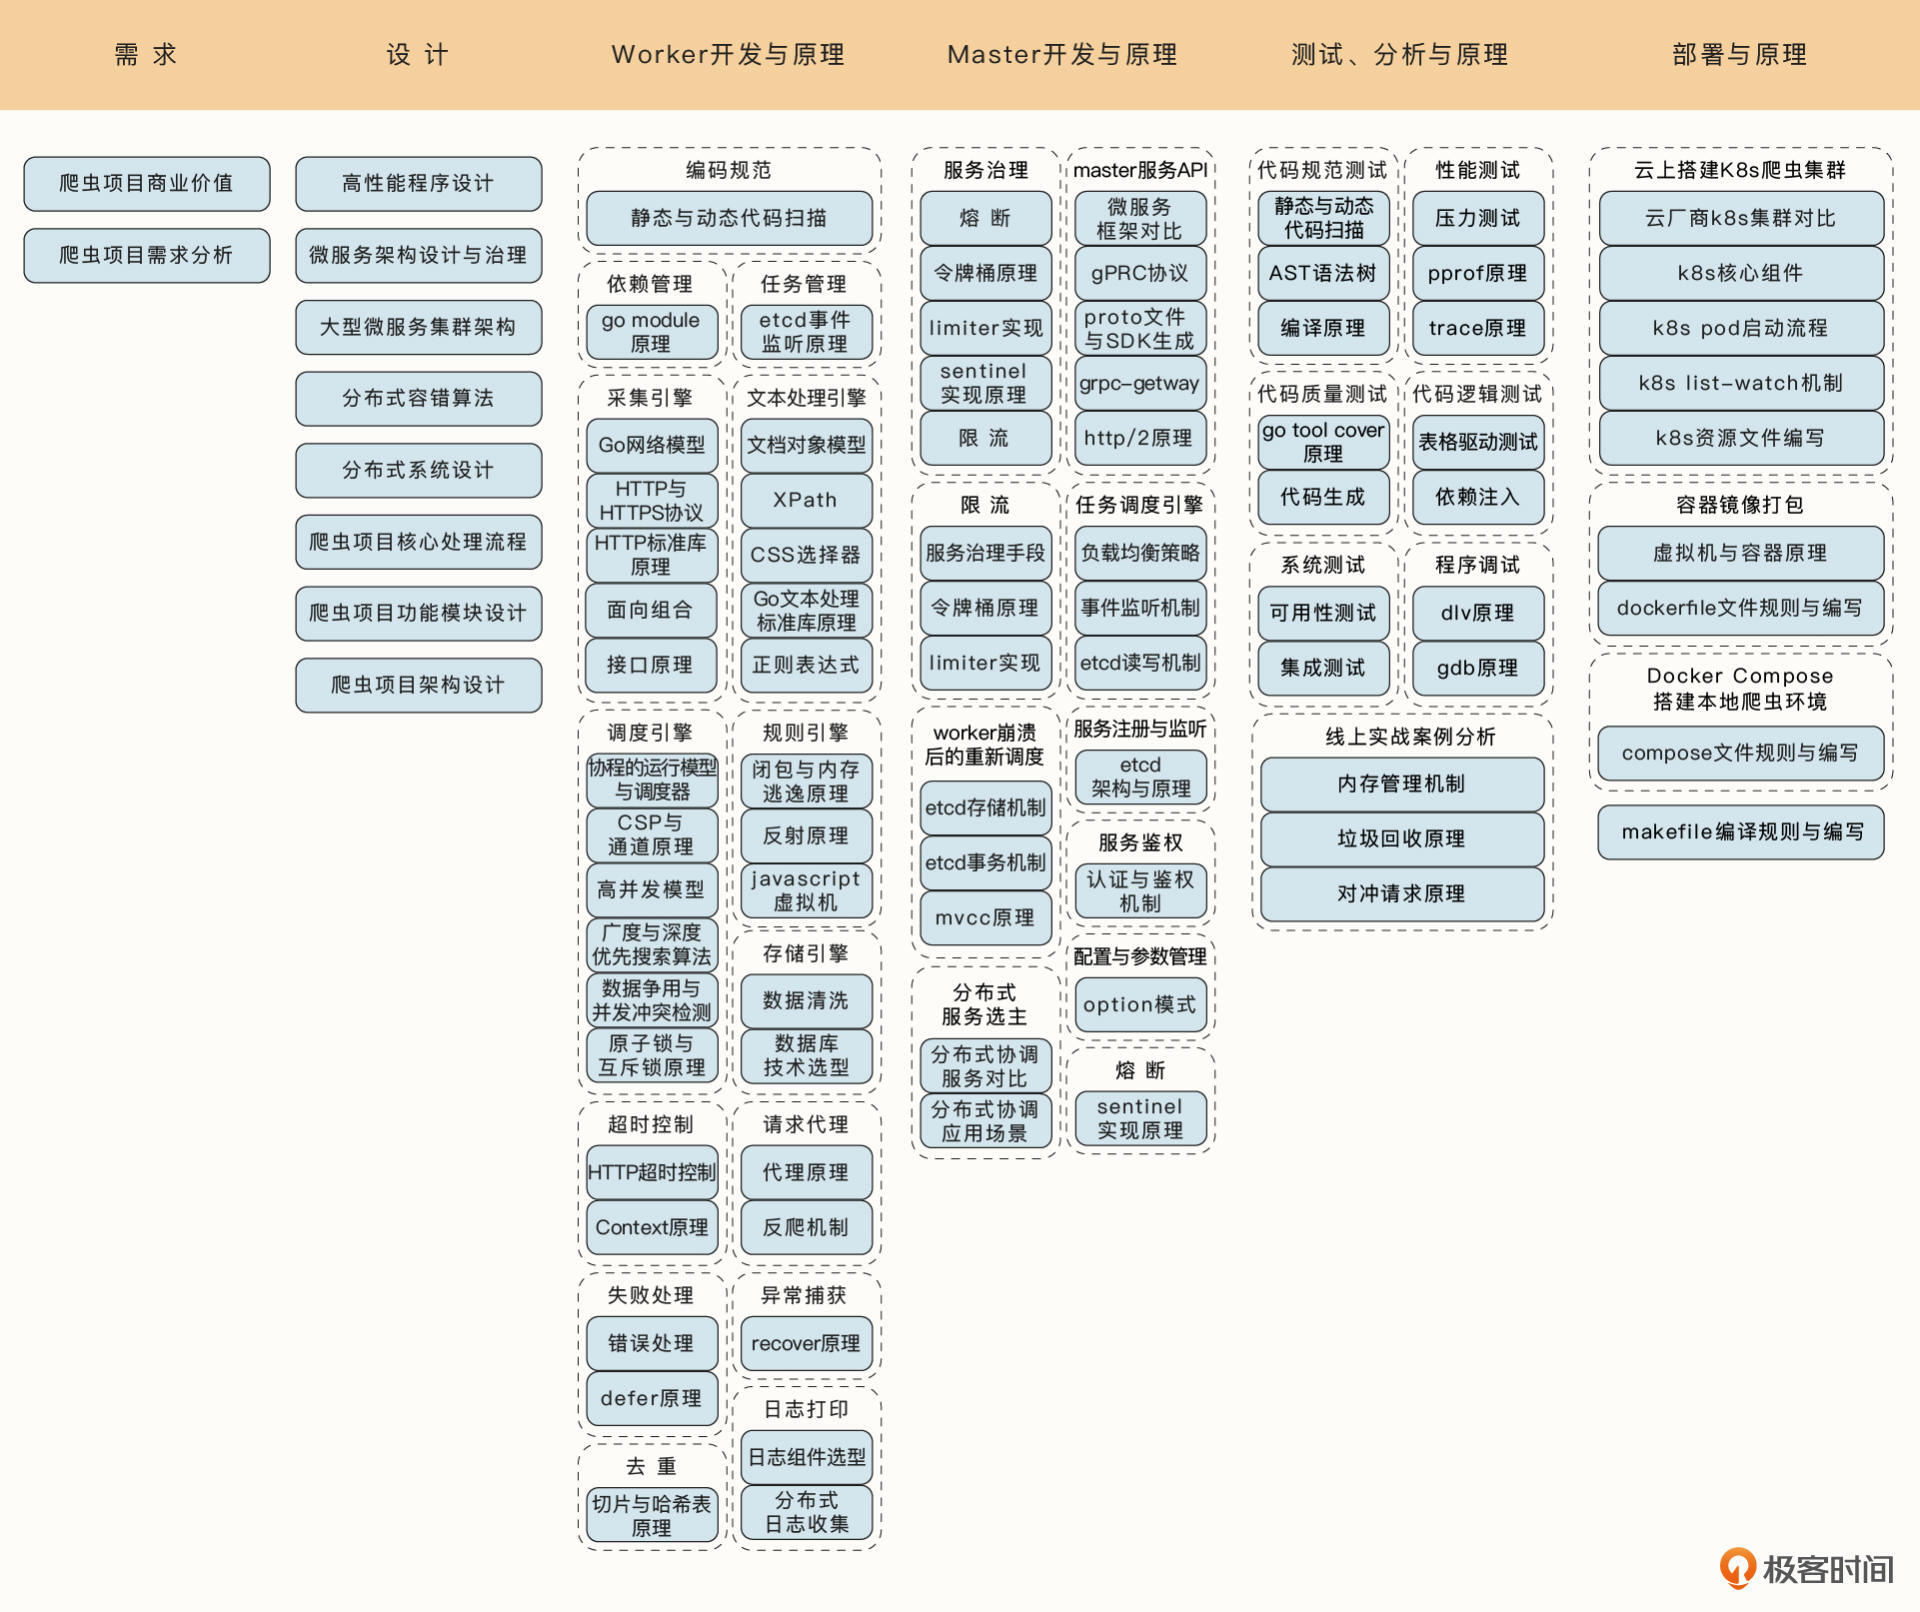 需 求
设 计
Worker开发与原理
Master开发与原理
测试、分析与原理
部署与原理
爬虫项目商业价值
爬虫项目需求分析
高性能程序设计
微服务架构设计与治理
大型微服务集群架构
分布式容错算法
分布式系统设计
爬虫项目核心处理流程
爬虫项目功能模块设计
爬虫项目架构设计
编码规范
静态与动态代码扫描
依赖管理
go module
原理
任务管理
etcd事件
监听原理
采集引擎
Go网络模型
HTTP与
HTTPS协议
HTTP标准库
原理
面向组合
接口原理
文本处理引擎
文档对象模型
XPath
CSS选择器
Go文本处理
标准库原理
正则表达式
调度引擎
协程的运行模型
与调度器
CSP与
通道原理
高并发模型
广度与深度
优先搜索算法
数据争用与
并发冲突检测
原子锁与
互斥锁原理
规则引擎
闭包与内存
逃逸原理
反射原理
javascript
虚拟机
存储引擎
数据清洗
数据库
技术选型
超时控制
HTTP超时控制
Context原理
请求代理
代理原理
反爬机制
失败处理
错误处理
defer原理
异常捕获
recover原理
去 重
切片与哈希表
原理
日志打印
日志组件选型
分布式
日志收集
服务治理
熔 断
令牌桶原理
limiter实现
sentinel
实现原理
限 流
master服务API
微服务
框架对比
gPRC协议
proto文件
与SDK生成
grpc-getway
http/2原理
限 流
服务治理手段
令牌桶原理
limiter实现
任务调度引擎
负载均衡策略
事件监听机制
etcd读写机制
worker崩溃
后的重新调度
etcd存储机制
etcd事务机制
mvcc原理
服务注册与监听
etcd
架构与原理
服务鉴权
认证与鉴权
机制
配置与参数管理
option模式
分布式
服务选主
分布式协调
服务对比
分布式协调
应用场景
熔 断
sentinel
实现原理
代码规范测试
静态与动态
代码扫描
AST语法树
编译原理
性能测试
压力测试
pprof原理
trace原理
代码质量测试
go tool cover
原理
代码生成
代码逻辑测试
表格驱动测试
依赖注入
系统测试
可用性测试
集成测试
程序调试
dlv原理
gdb原理
线上实战案例分析
内存管理机制
垃圾回收原理
对冲请求原理
云上搭建K8s爬虫集群
云厂商k8s集群对比
k8s核心组件
k8s pod启动流程
k8s list-watch机制
k8s资源文件编写
容器镜像打包
虚拟机与容器原理
dockerfile文件规则与编写
Docker Compose
搭建本地爬虫环境
compose文件规则与编写
makefile编译规则与编写
极客时间